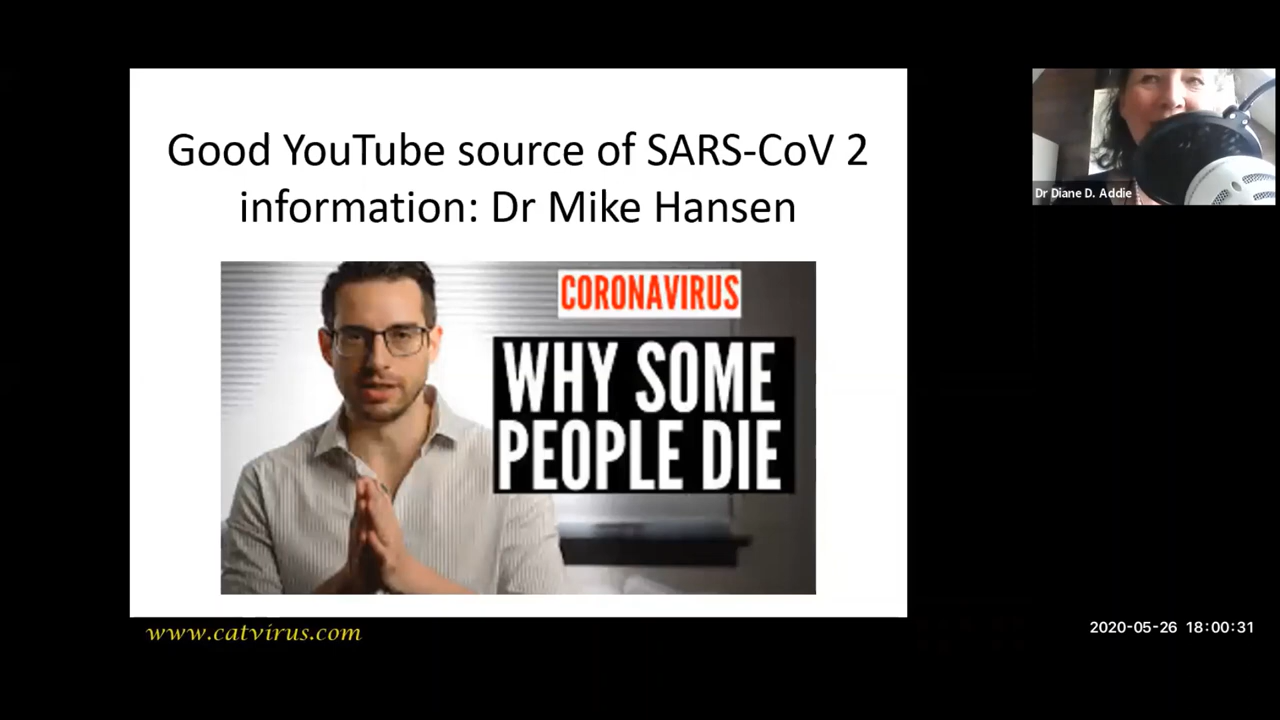 Good YouTube source of SARS-CoV 2
information: Dr Mike Hansen
CORONAVIRUS
WHY SOME
PEOPLE DIE
Dr Diane D. Addie
www.catvirus.com
2020-05-26 18:00:31